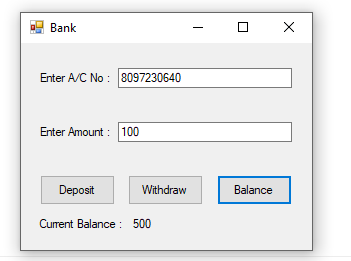 Bank
Enter A/C No : 8097230640
Enter Amount : 100
Deposit Withdraw Balance
Current Balance : 500